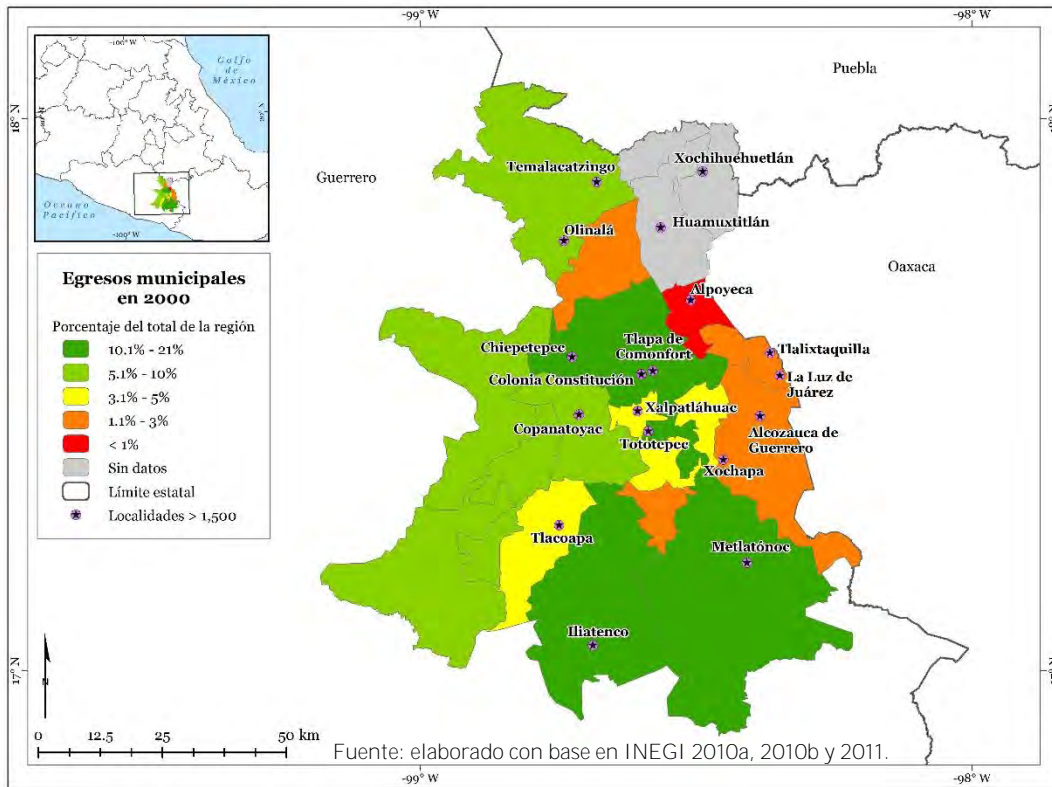 -99° W
-98° W
-100° W
Golfo
de
México
Océano
Pacífico
-100° W
Puebla
Guerrero
Oaxaca
Temalacatzingo
Xochihuehuetlán
Olinalá
Huamuxtitlán
Alpoyeca
Tlapa de
Comonfort
Chiepetepec
Colonia Constitución
Tlalixtaquilla
La Luz de
Juárez
Xalpatláhuac
Copanatoyac
Alcozauca de
Guerrero
Tototepec
Xochapa
Tlacoapa
Metlatónoc
Iliatenco
Egresos municipales
en 2000
Porcentaje del total de la región
10.1% - 21%
5.1% - 10%
3.1% - 5%
1.1% - 3%
< 1%
Sin datos
Límite estatal
Localidades > 1,500
18° N
17° N
N
0 12.5 25 50 km
Fuente: elaborado con base en INEGI 2010a, 2010b y 2011.
-99° W
-98° W